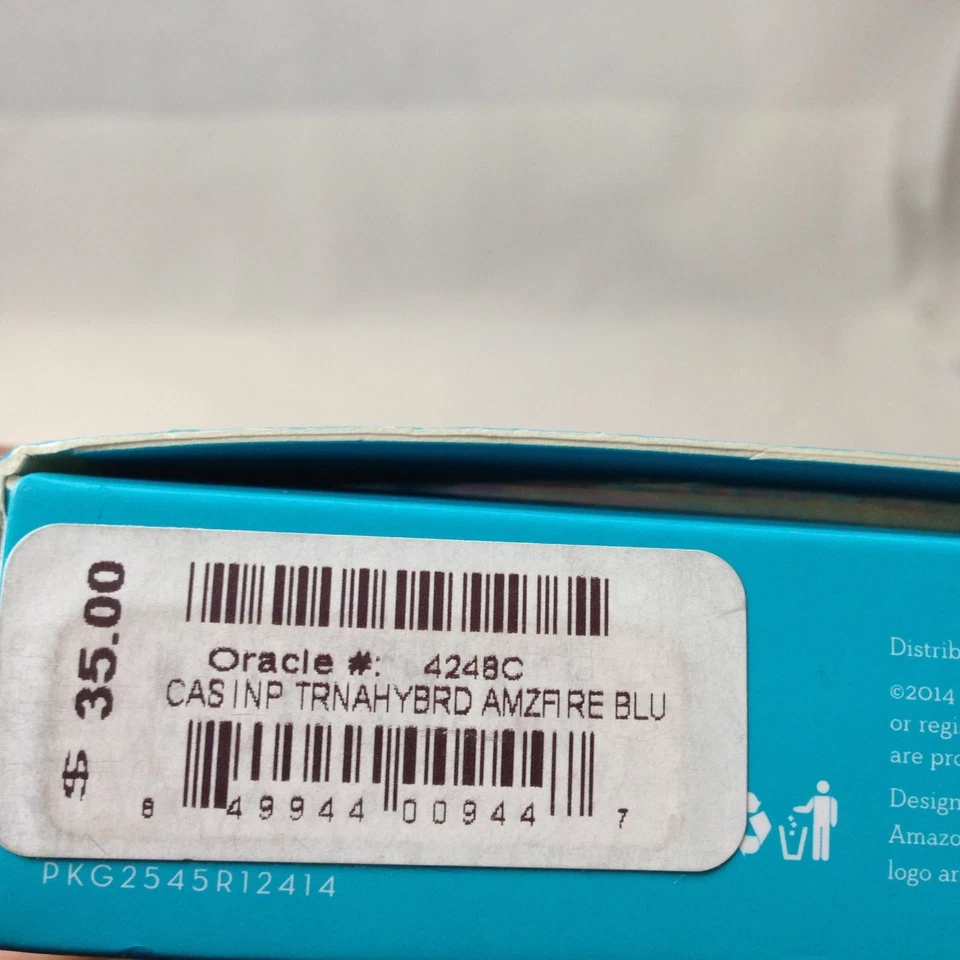 $ 35.00
Oracle #: 4248C
CAS INP TRNAHYBRD AMZFIRE BLU
8 49944 00944 7
PKG2545R12414
Distrib
©2014
or regi
are pro
Design
Amazo
logo ar